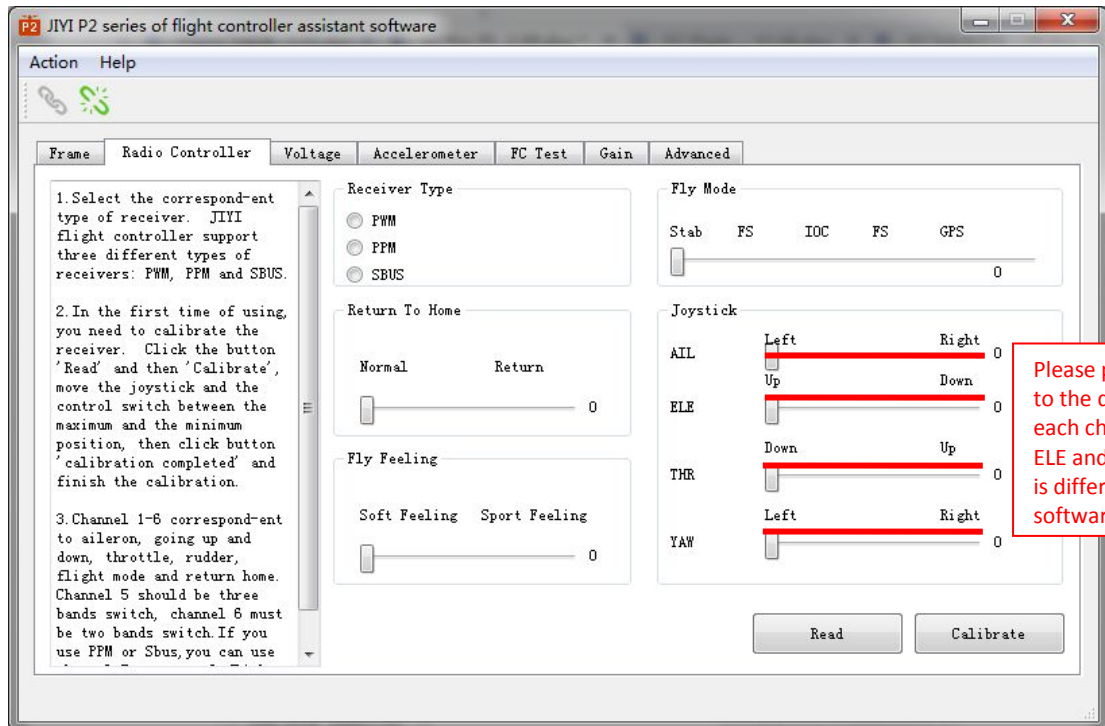 JIYI P2 series of flight controller assistant software
Action Help
Frame Radio Controller Voltage Accelerometer FC Test Gain Advanced
1.Select the correspond-ent
type of receiver. JIYI
flight controller support
three different types of
receivers: PWM, PPM and SBUS.
2.In the first time of using,
you need to calibrate the
receiver. Click the button
'Read' and then 'Calibrate',
move the joystick and the
control switch between the
maximum and the minimum
position, then click button
'calibration completed' and
finish the calibration.
3.Channel 1-6 correspond-ent
to aileron, going up and
down, throttle, rudder,
flight mode and return home.
Channel 5 should be three
bands switch, channel 6 must
be two bands switch.If you
use PPM or Sbus,you can use
Receiver Type
PWM
PPM
SBUS
Return To Home
Normal Return
0
Fly Feeling
Soft Feeling Sport Feeling
0
Fly Mode
Stab FS IOC FS GPS
0
Joystick
Left Right
AIL 0
Up Down
ELE 0
Down Up
THR 0
Left Right
YAW 0
Read Calibrate
Please
to the
each
ELE and
is